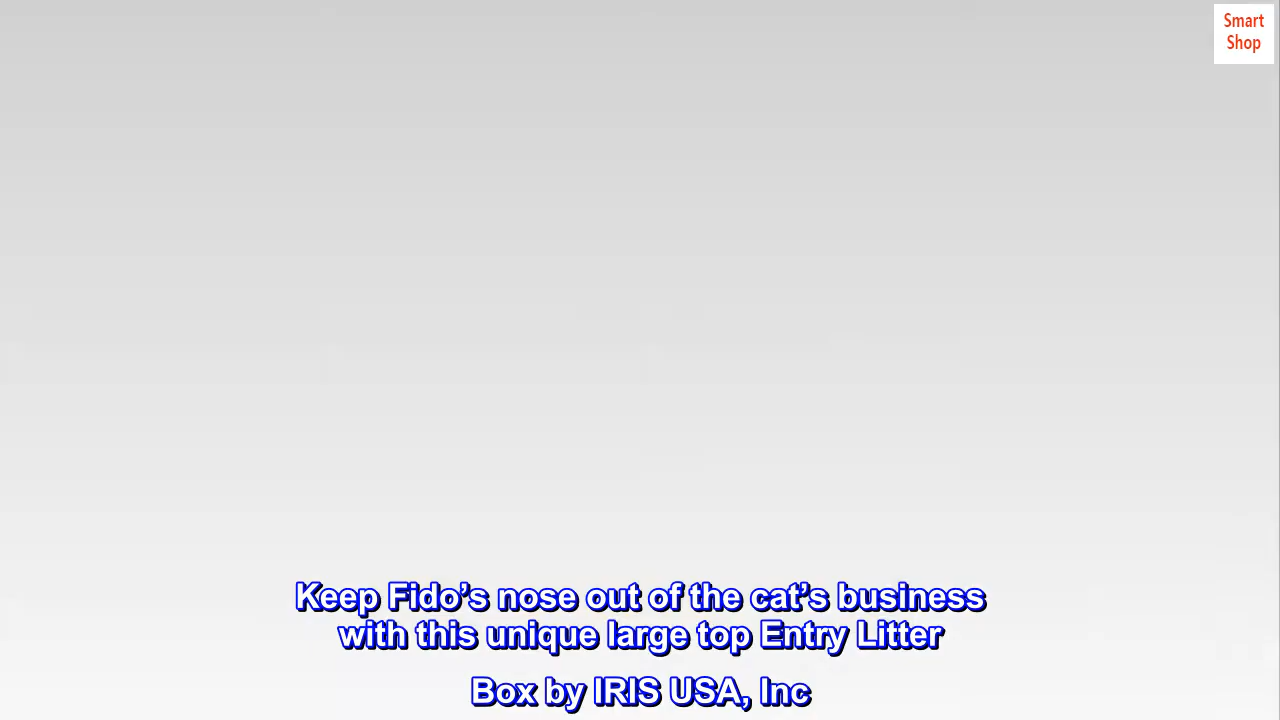 Smart
Shop
Keep Fido's nose out of the cat's business
with this unique large top Entry Litter
Box by IRIS USA, Inc